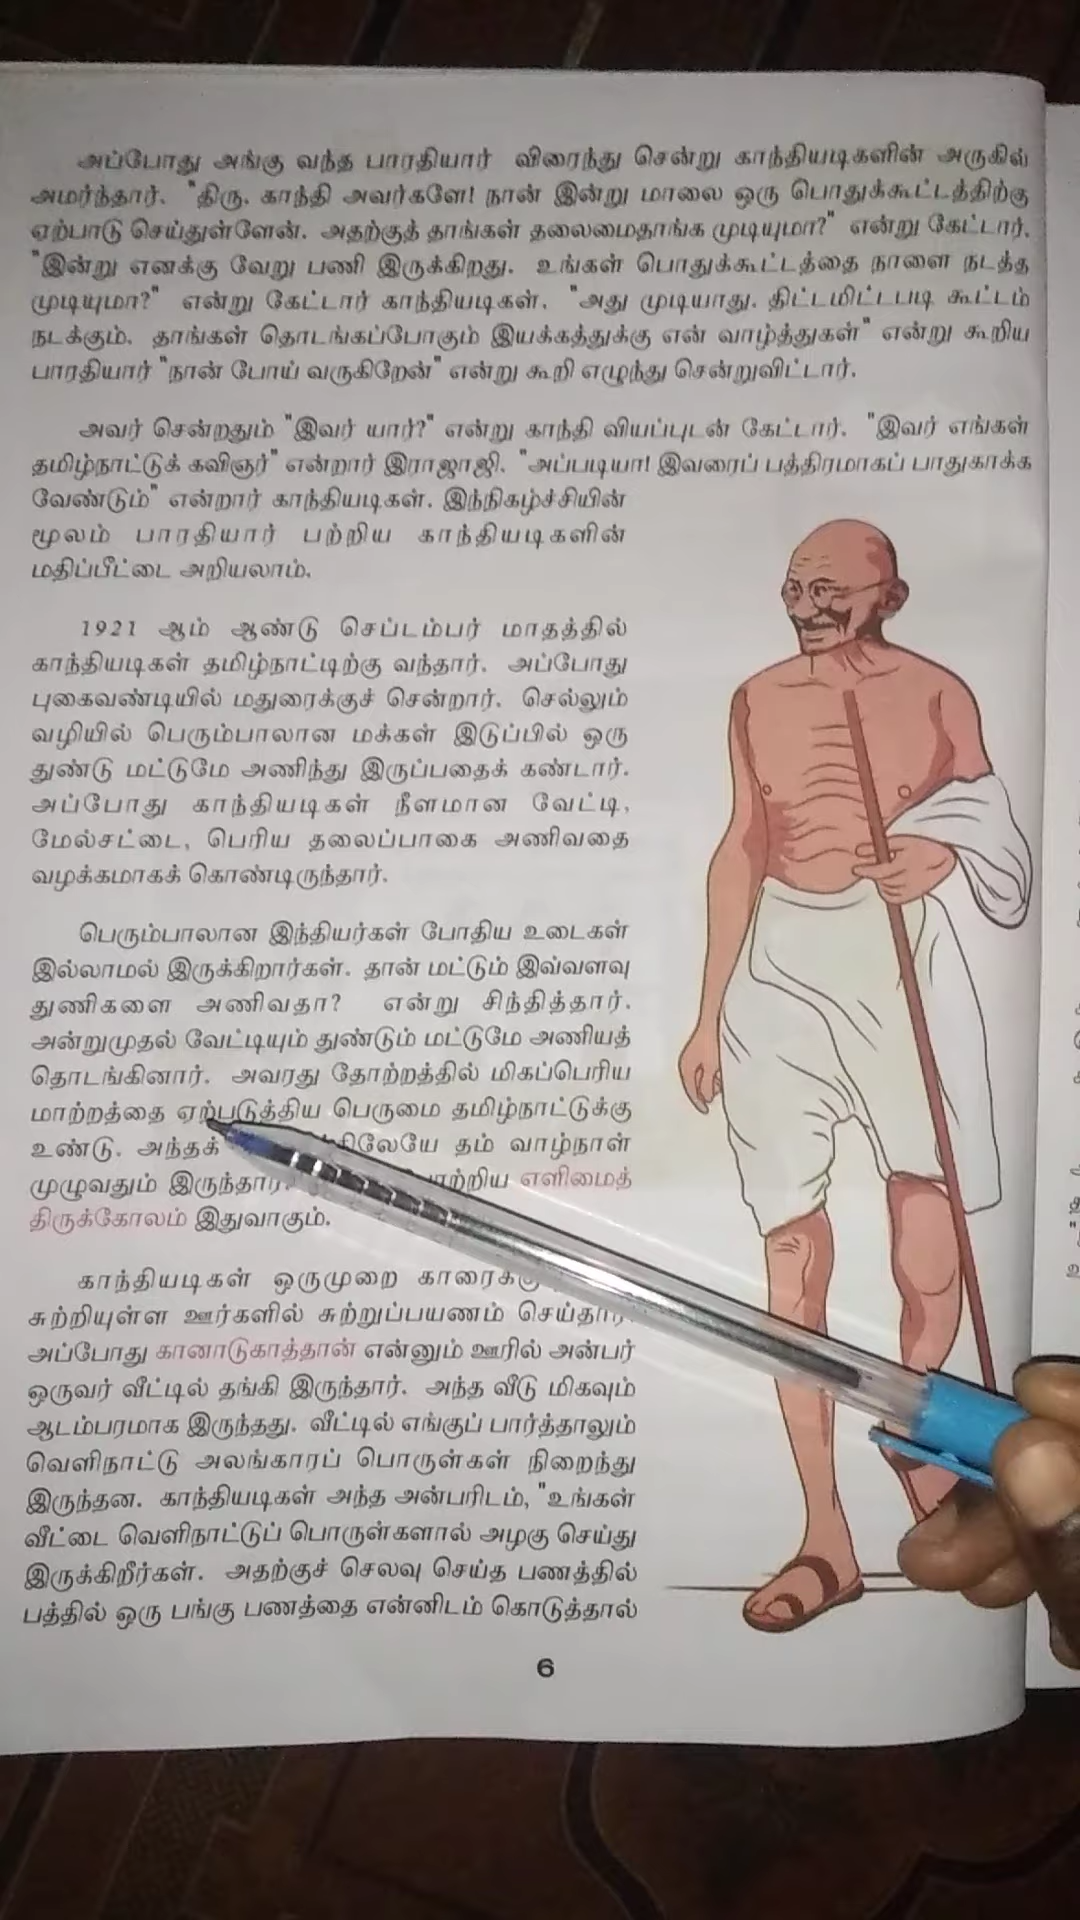 அப்போது அங்கு வந்த பாரதியார் விரைந்து சென்று காந்தியடிகளின் அருகில்
அமர்ந்தார். "திரு. காந்தி அவர்களே! நான் இன்று மாலை ஒரு பொதுக்கூட்டத்திற்கு
ஏற்பாடு செய்துள்ளேன். அதற்குத் தாங்கள் தலைமைதாங்க முடியுமா?" என்று கேட்டார்.
"இன்று எனக்கு வேறு பணி இருக்கிறது. உங்கள் பொதுக்கூட்டத்தை நாளை நடத்த
முடியுமா?" என்று கேட்டார் காந்தியடிகள். "அது முடியாது. திட்டமிட்டபடி கூட்டம்
நடக்கும். தாங்கள் தொடங்கப்போகும் இயக்கத்துக்கு என் வாழ்த்துகள்" என்று கூறிய
பாரதியார் "நான் போய் வருகிறேன்" என்று கூறி எழுந்து சென்றுவிட்டார்.
அவர் சென்றதும் "இவர் யார்?" என்று காந்தி வியப்புடன் கேட்டார். "இவர் எங்கள்
தமிழ்நாட்டுக் கவிஞர்" என்றார் இராஜாஜி. "அப்படியா! இவரைப் பத்திரமாகப் பாதுகாக்க
வேண்டும்" என்றார் காந்தியடிகள். இந்நிகழ்ச்சியின்
மூலம் பாரதியார் பற்றிய காந்தியடிகளின்
மதிப்பீட்டை அறியலாம்.
1921 ஆம் ஆண்டு செப்டம்பர் மாதத்தில்
காந்தியடிகள் தமிழ்நாட்டிற்கு வந்தார். அப்போது
புகைவண்டியில் மதுரைக்குச் சென்றார். செல்லும்
வழியில் பெரும்பாலான மக்கள் இடுப்பில் ஒரு
துண்டு மட்டுமே அணிந்து இருப்பதைக் கண்டார்.
அப்போது காந்தியடிகள் நீளமான வேட்டி,
மேல்சட்டை, பெரிய தலைப்பாகை அணிவதை
வழக்கமாகக் கொண்டிருந்தார்.
பெரும்பாலான இந்தியர்கள் போதிய உடைகள்
இல்லாமல் இருக்கிறார்கள். தான் மட்டும் இவ்வளவு
துணிகளை அணிவதா? என்று சிந்தித்தார்.
அன்றுமுதல் வேட்டியும் துண்டும் மட்டுமே அணியத்
தொடங்கினார். அவரது தோற்றத்தில் மிகப்பெரிய
மாற்றத்தை ஏற்படுத்திய பெருமை தமிழ்நாட்டுக்கு
உண்டு. அந்தக் தம் வாழ்நாள்
முழுவதும் இருந்தார். எளிமைத்
திருக்கோலம் இதுவாகும்.
காந்தியடிகள் ஒருமுறை
சுற்றியுள்ள ஊர்களில் சுற்றுப்பயணம் செய்தார்.
அப்போது கானாடுகாத்தான் என்னும் ஊரில் அன்பர்
ஒருவர் வீட்டில் தங்கி இருந்தார். அந்த வீடு மிகவும்
ஆடம்பரமாக இருந்தது. வீட்டில் எங்குப் பார்த்தாலும்
வெளிநாட்டு அலங்காரப் பொருள்கள் நிறைந்து
இருந்தன. காந்தியடிகள் அந்த அன்பரிடம், "உங்கள்
வீட்டை வெளிநாட்டுப் பொருள்களால் அழகு செய்து
இருக்கிறீர்கள். அதற்குச் செலவு செய்த பணத்தில்
பத்தில் ஒரு பங்கு பணத்தை என்னிடம் கொடுத்தால்
6